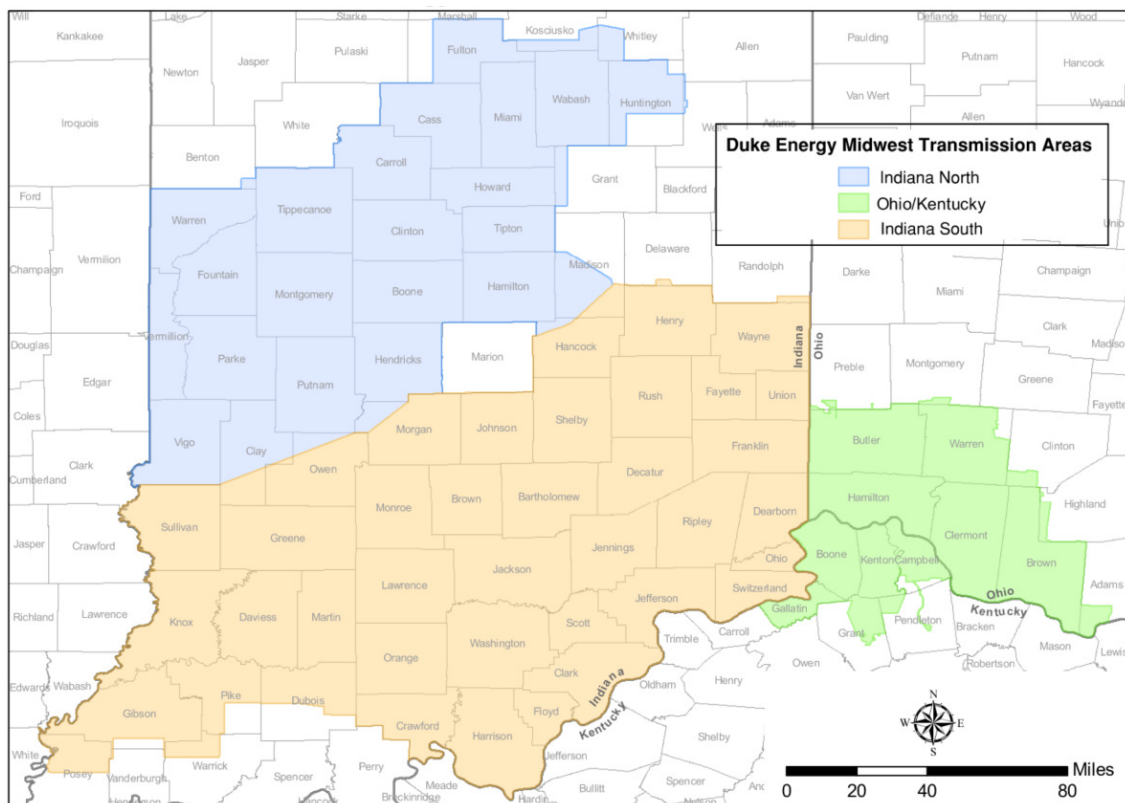 Will
Lake
Starke
Marshall
Kosciusko
Whitley
Defiance
Henry
Wood
Kankakee
Newton
Jasper
Pulaski
Fulton
Allen
Paulding
Putnam
Hancock
Iroquois
White
Cass
Miami
Wabash
Huntington
Wells
Adams
Van Wert
Allen
Benton
Carroll
Grant
Blackford
Duke Energy Midwest Transmission Areas
Indiana North
Ohio/Kentucky
Indiana South
Ford
Warren
Tippecanoe
Howard
Clinton
Tipton
Champaign
Vermilion
Fountain
Montgomery
Boone
Hamilton
Madison
Delaware
Randolph
Darke
Miami
Champaign
Douglas
Vermillion
Parke
Putnam
Hendricks
Marion
Hancock
Henry
Wayne
Indiana
Ohio
Preble
Montgomery
Clark
Greene
Edgar
Coles
Vigo
Clay
Owen
Morgan
Johnson
Shelby
Rush
Fayette
Union
Franklin
Butler
Warren
Clinton
Fayette
Clark
Cumberland
Sullivan
Greene
Monroe
Brown
Bartholomew
Decatur
Ripley
Dearborn
Hamilton
Clermont
Highland
Jasper
Crawford
Jennings
Ohio
Boone
Kenton
Campbell
Brown
Adams
Richland
Lawrence
Knox
Daviess
Martin
Lawrence
Jackson
Jefferson
Switzerland
Gallatin
Grant
Pendleton
Bracken
Ohio
Kentucky
Mason
Lewis
Robertson
Edwards
Wabash
Gibson
Pike
Dubois
Orange
Washington
Scott
Clark
Floyd
Harrison
Crawford
Indiana
Kentucky
Trimble
Carroll
Owen
Oldham
Henry
Shelby
White
Posey
Vanderburgh
Warrick
Spencer
Perry
Meade
Breckinridge
Hardin
Jefferson
Bullitt
Spencer
N
W
E
S
Miles
0
20
40
80